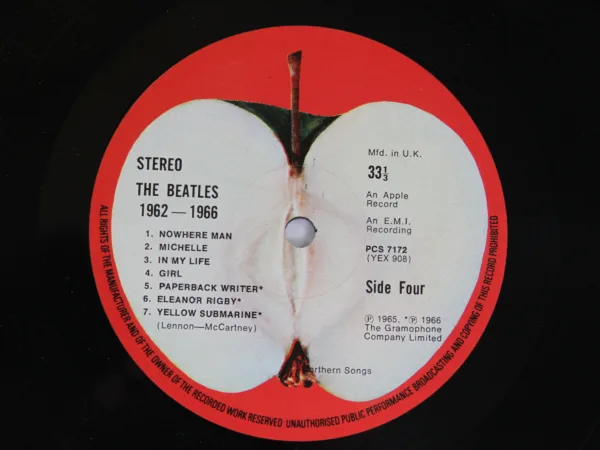 STEREO
THE BEATLES
1962 — 1966
1. NOWHERE MAN
2. MICHELLE
3. IN MY LIFE
4. GIRL
5. PAPERBACK WRITER*
6. ELEANOR RIGBY*
7. YELLOW SUBMARINE*
(Lennon—McCartney)
Mfd. in U.K.
33⅓
An Apple
Record
An E.M.I.
Recording
PCS 7172
(YEX 908)
Side Four
℗ 1965. *℗ 1966
The Gramophone
Company Limited
Northern Songs
ALL RIGHTS OF THE MANUFACTURER AND OF THE OWNER OF THE RECORDED WORK RESERVED UNAUTHORISED PUBLIC PERFORMANCE BROADCASTING AND COPYING OF THIS RECORD PROHIBITED